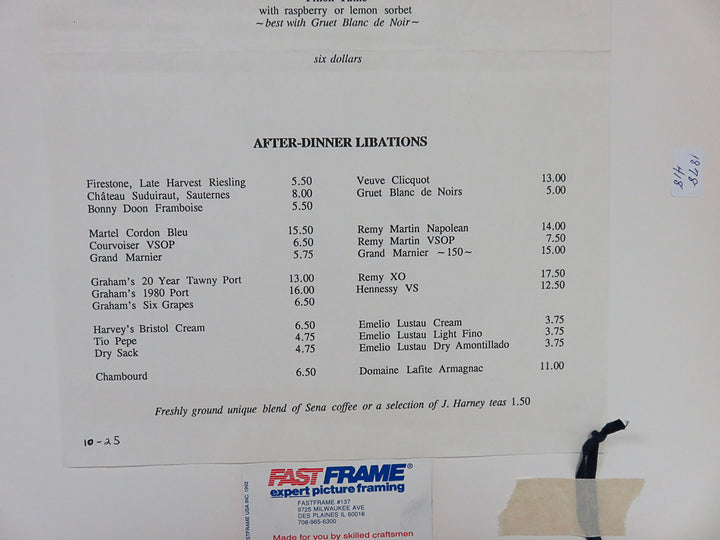 with raspberry or lemon sorbet
~best with Gruet Blanc de Noir~
six dollars
AFTER-DINNER LIBATIONS
Firestone, Late Harvest Riesling 5.50
Château Suduiraut, Sauternes 8.00
Bonny Doon Framboise 5.50
Veuve Clicquot 13.00
Gruet Blanc de Noirs 5.00
Martel Cordon Bleu 15.50
Courvoiser VSOP 6.50
Grand Marnier 5.75
Remy Martin Napolean 14.00
Remy Martin VSOP 7.50
Grand Marnier ~150~ 15.00
Graham's 20 Year Tawny Port 13.00
Graham's 1980 Port 16.00
Graham's Six Grapes 6.50
Remy XO 17.50
Hennessy VS 12.50
Harvey's Bristol Cream 6.50
Tio Pepe 4.75
Dry Sack 4.75
Emelio Lustau Cream 3.75
Emelio Lustau Light Fino 3.75
Emelio Lustau Dry Amontillado 3.75
Chambourd 6.50
Domaine Lafite Armagnac 11.00
Freshly ground unique blend of Sena coffee or a selection of J. Harney teas 1.50
10-25
1878
418
FASTFRAME®
expert picture framing
FASTFRAME #137
9725 MILWAUKEE AVE
DES PLAINES IL 60016
708-965-6300
Made for you by skilled craftsmen
FASTFRAME USA INC. 1992